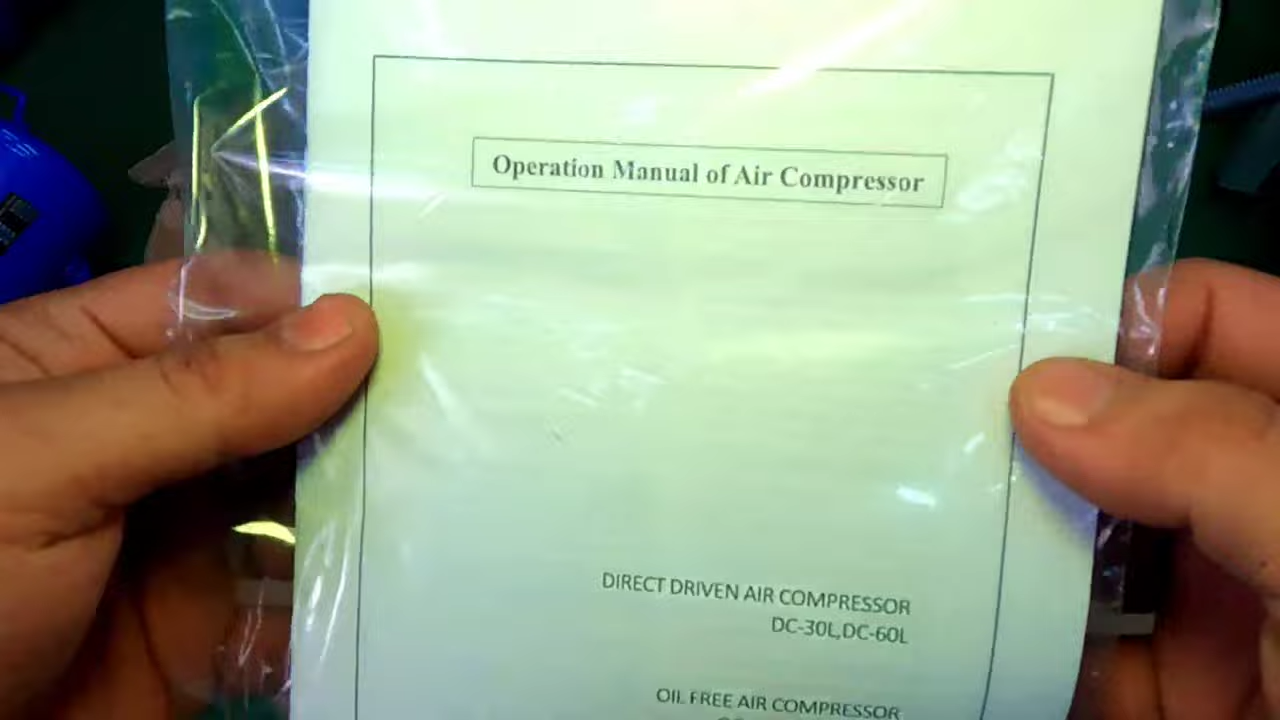 Operation Manual of Air Compressor
DIRECT DRIVEN AIR COMPRESSOR
DC-30L,DC-60L
OIL FREE AIR COMPRESSOR